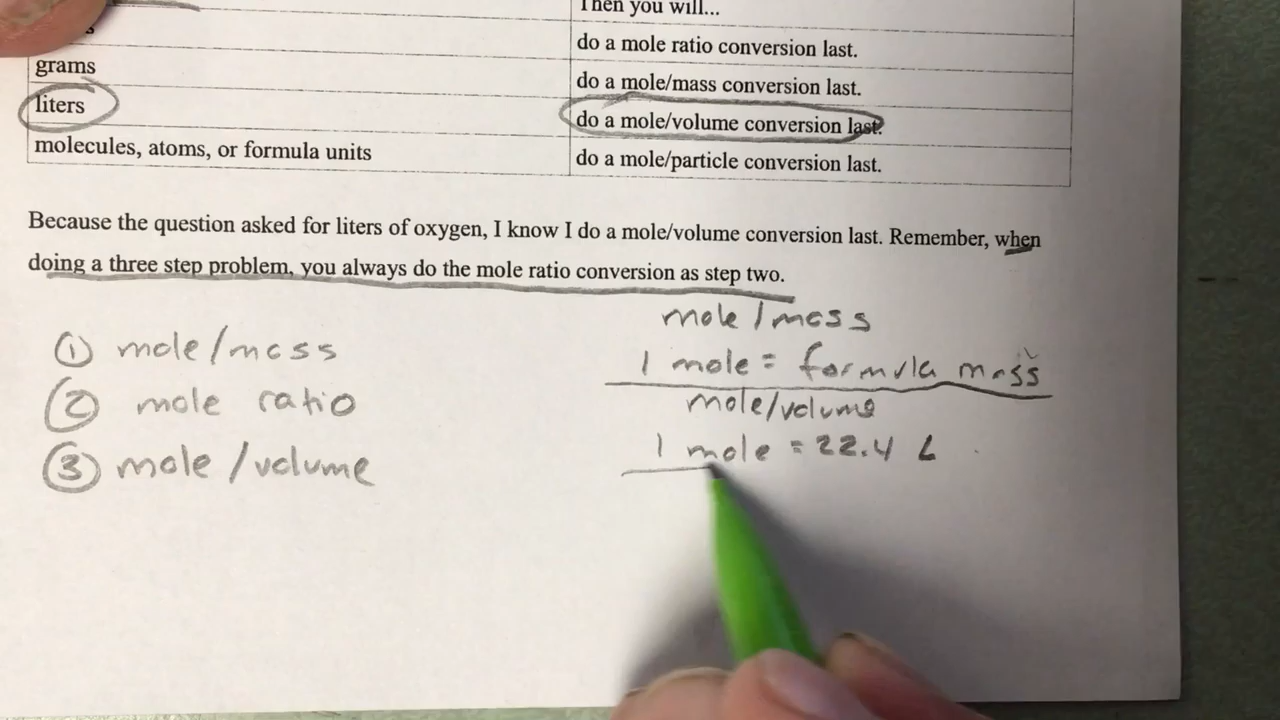 Then you will...
do a mole ratio conversion last.
grams
do a mole/mass conversion last.
liters
do a mole/volume conversion last.
molecules, atoms, or formula units
do a mole/particle conversion last.
Because the question asked for liters of oxygen, I know I do a mole/volume conversion last. Remember, when
doing a three step problem, you always do the mole ratio conversion as step two.
① mole/mass
② mole ratio
③ mole/volume
mole/mass
1 mole = formula mass
mole/volume
1 mole = 22.4 L